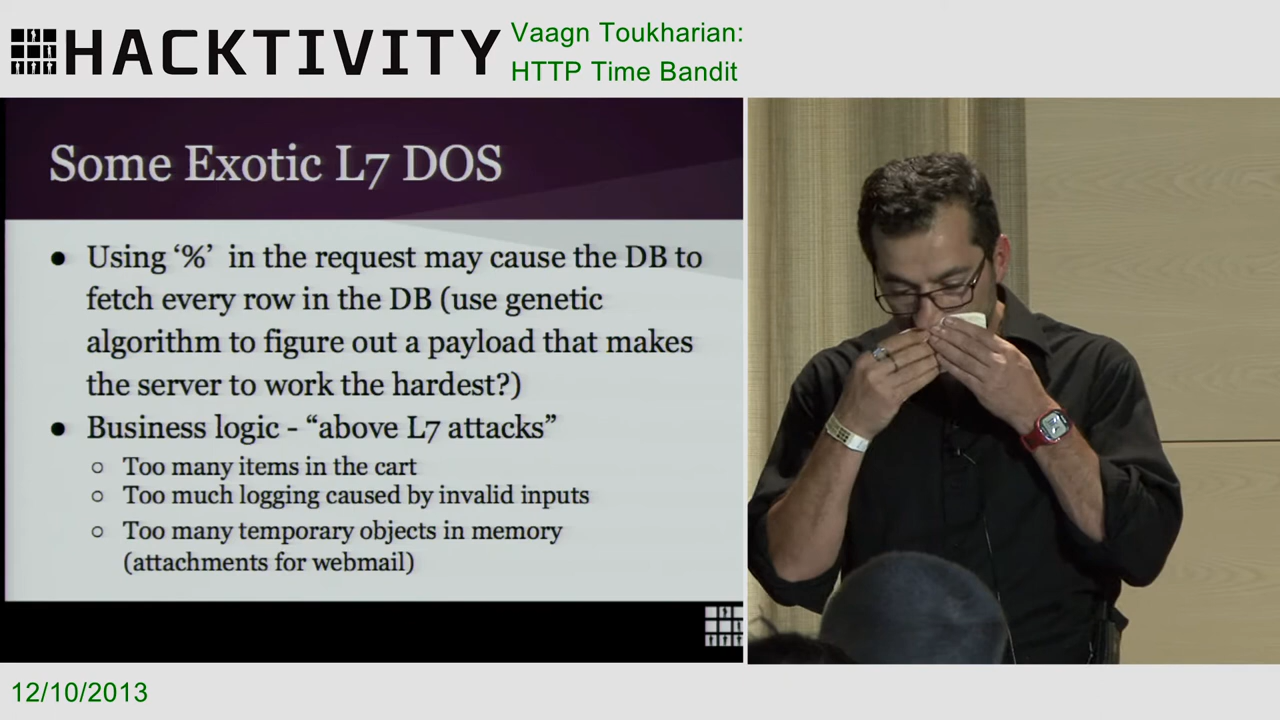 HACKTIVITY
Vaagn Toukharian:
HTTP Time Bandit
Some Exotic L7 DOS
● Using ‘%’ in the request may cause the DB to
fetch every row in the DB (use genetic
algorithm to figure out a payload that makes
the server to work the hardest?)
● Business logic - “above L7 attacks”
○ Too many items in the cart
○ Too much logging caused by invalid inputs
○ Too many temporary objects in memory
(attachments for webmail)
12/10/2013